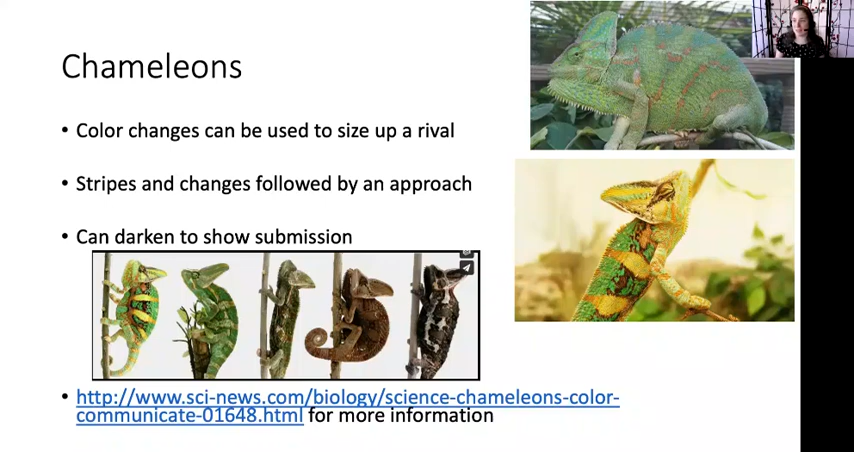 Chameleons
• Color changes can be used to size up a rival
• Stripes and changes followed by an approach
• Can darken to show submission
• http://www.sci-news.com/biology/science-chameleons-color-
communicate-01648.html for more information